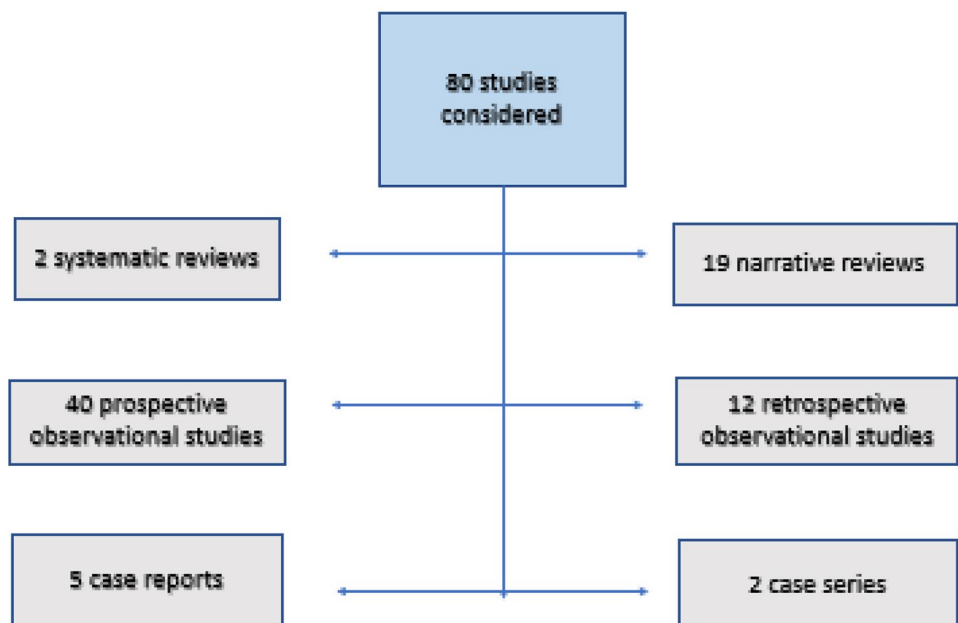 80 studies
considered
2 systematic reviews
19 narrative reviews
40 prospective
observational studies
12 retrospective
observational studies
5 case reports
2 case series